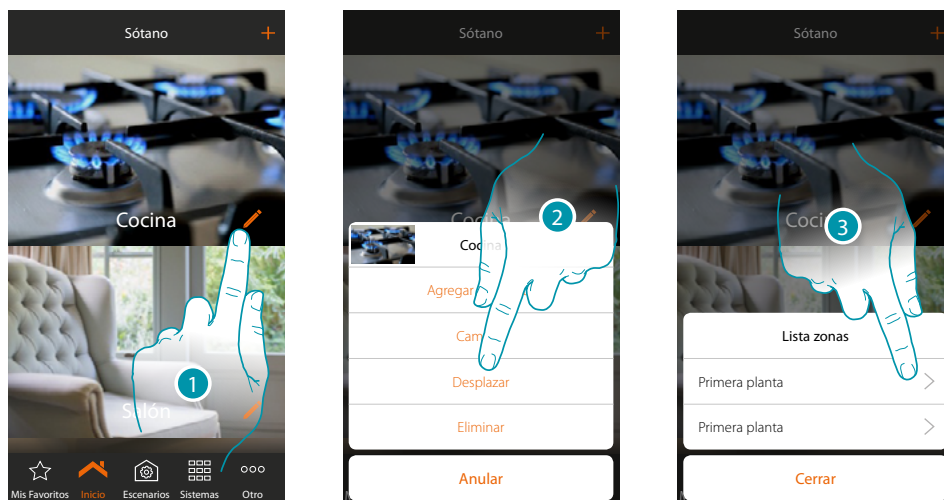 Sótano
Cocina
1
Salón
Mis Favoritos
Inicio
Escenarios
Sistemas
Otro
Sótano
2
Agregar
Desplazar
Eliminar
Anular
Sótano
3
Lista zonas
Primera planta
Primera planta
Cerrar